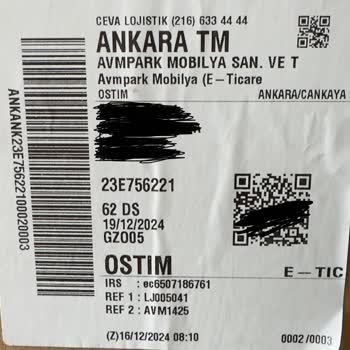 CEVA LOJISTIK (216) 633 44 44
ANKARA TM
AVMPARK MOBILYA SAN. VE T
Avmpark Mobilya (E-Ticare
OSTIM ANKARA/CANKAYA
ANKANK23E75622100020003
23E756221
62 DS
19/12/2024
GZO05
OSTIM E-TIC
IRS : ec6507186761
REF 1 : LJ005041
REF 2 : AVM1425
(Z)16/12/2024 08:10 0002/0003